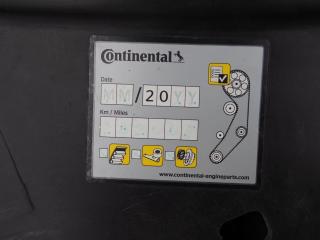 Continental
Date
MM/20YY
Km / Miles
www.continental-engineparts.com